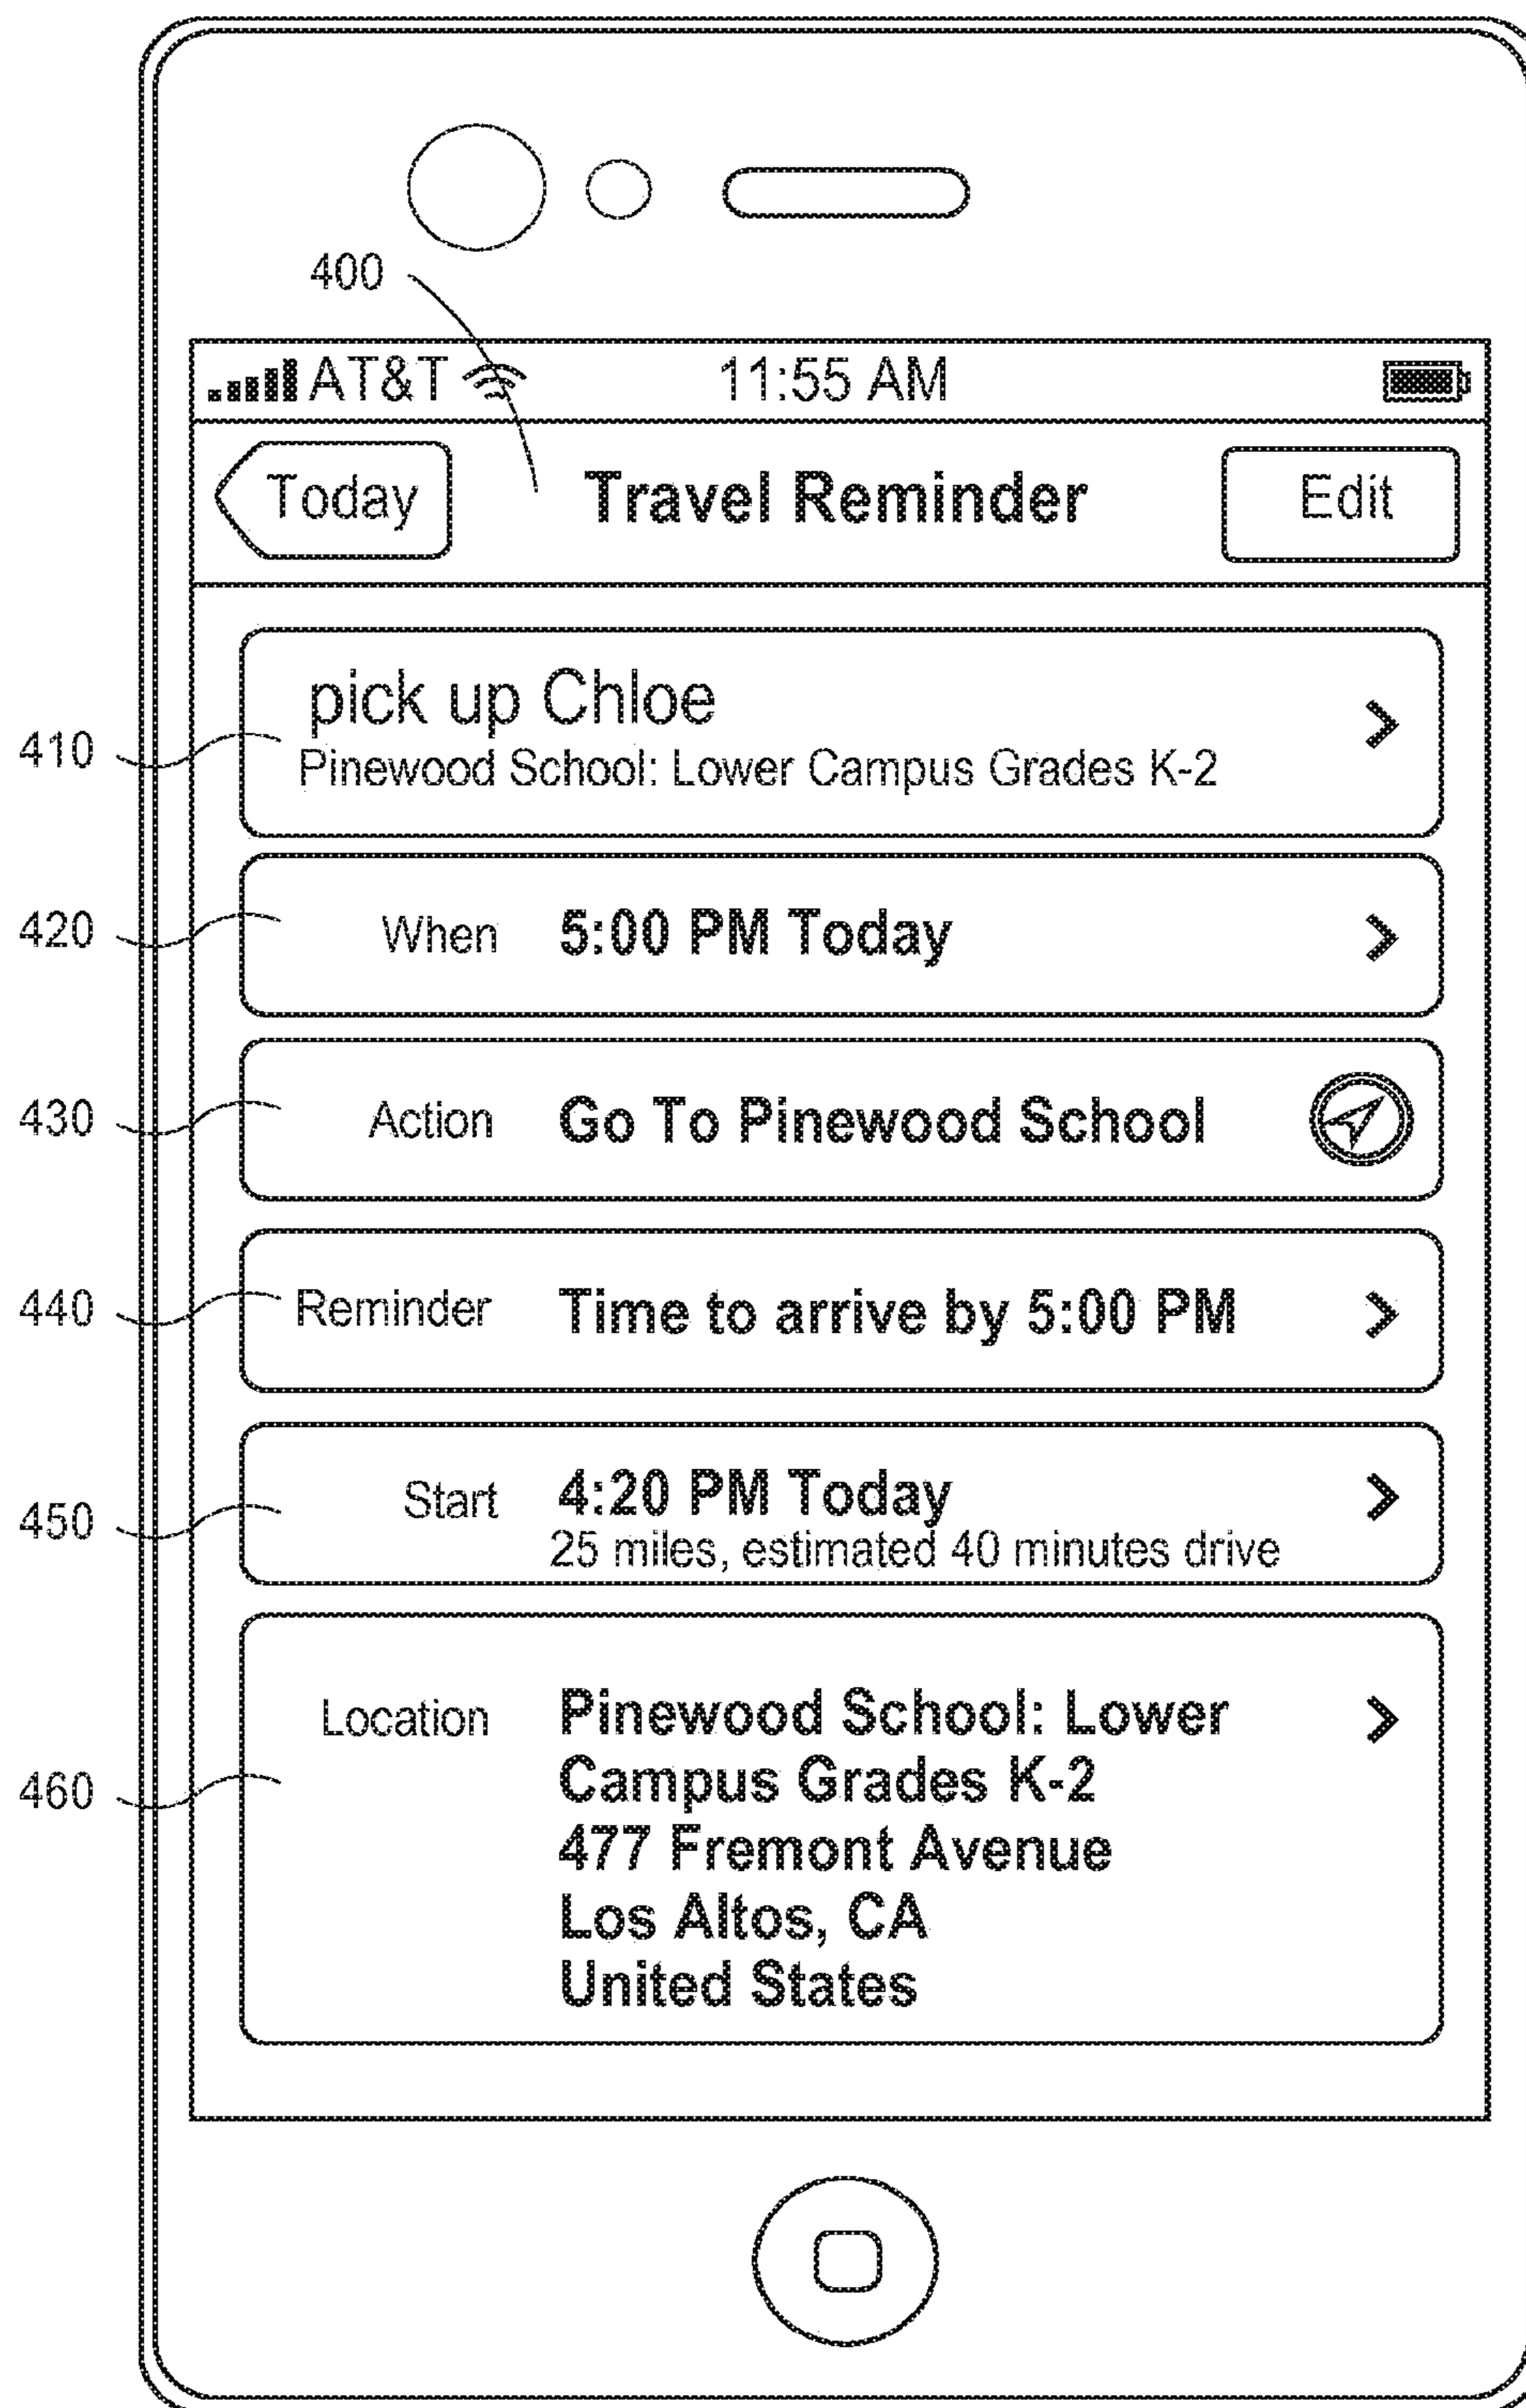 400
AT&T 11:55 AM
Today Travel Reminder Edit
pick up Chloe
410
Pinewood School: Lower Campus Grades K-2
420 When 5:00 PM Today
430 Action Go To Pinewood School
440 Reminder Time to arrive by 5:00 PM
450 Start 4:20 PM Today
25 miles, estimated 40 minutes drive
460 Location Pinewood School: Lower
Campus Grades K-2
477 Fremont Avenue
Los Altos, CA
United States